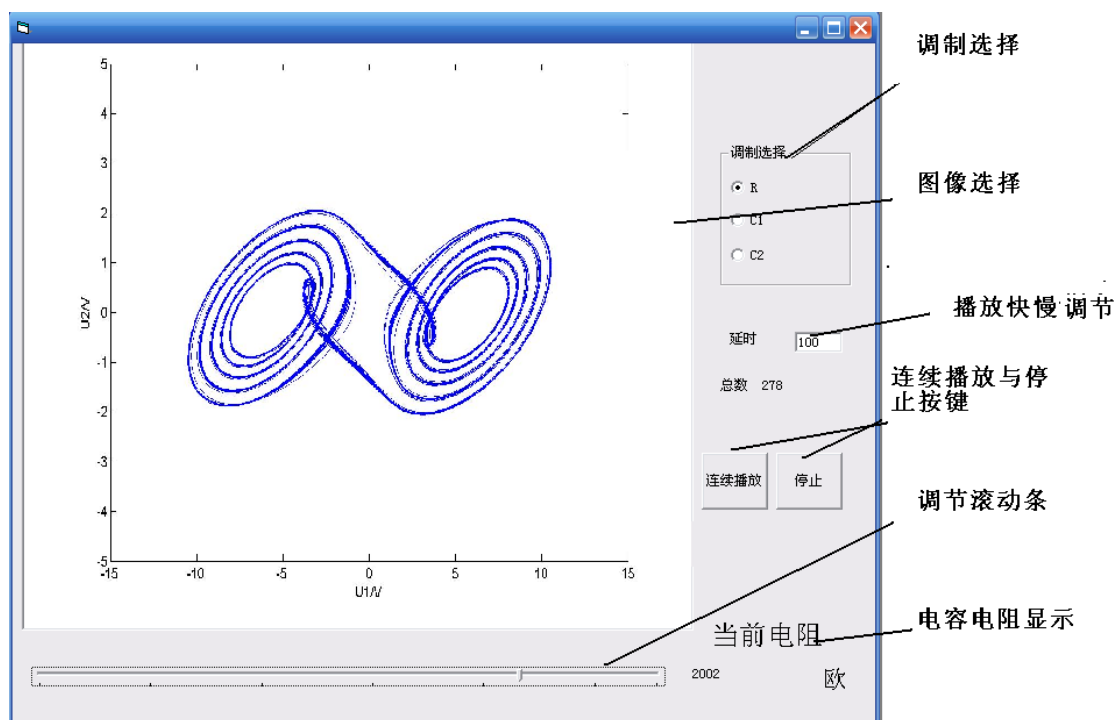 调制选择
图像选择
播放快慢调节
连续播放与停
止按键
调节滚动条
电容电阻显示
5
4
3
2
1
0
-1
-2
-3
-4
-5
-15 -10 -5 0 5 10 15
U2/V
U1/V
调制选择
R
C1
C2
延时 100
总数 278
连续播放 停止
当前电阻
2002 欧